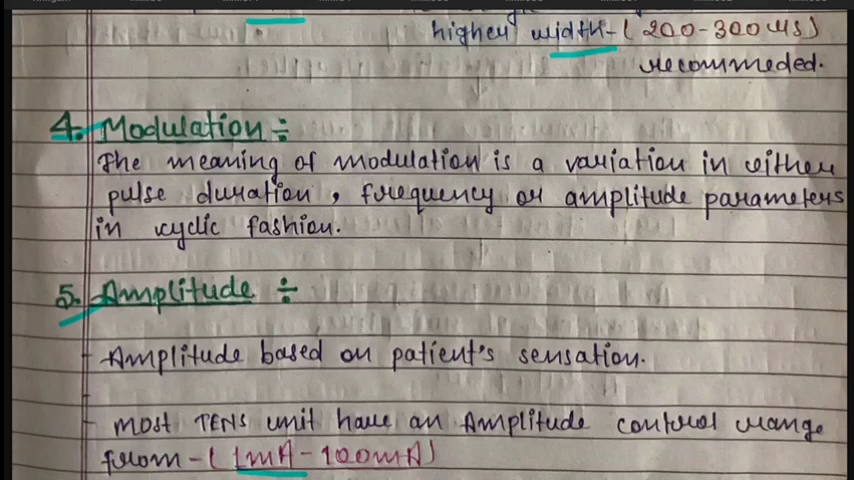 higher width-(200-300 us)
recommeded.
4. Modulation ÷
The meaning of modulation is a variation in either
pulse duration, frequency or amplitude parameters
in cyclic fashion.
5. Amplitude ÷
- Amplitude based on patient's sensation.
- Most TENS unit have an Amplitude control range
from-(1mA-100mA)